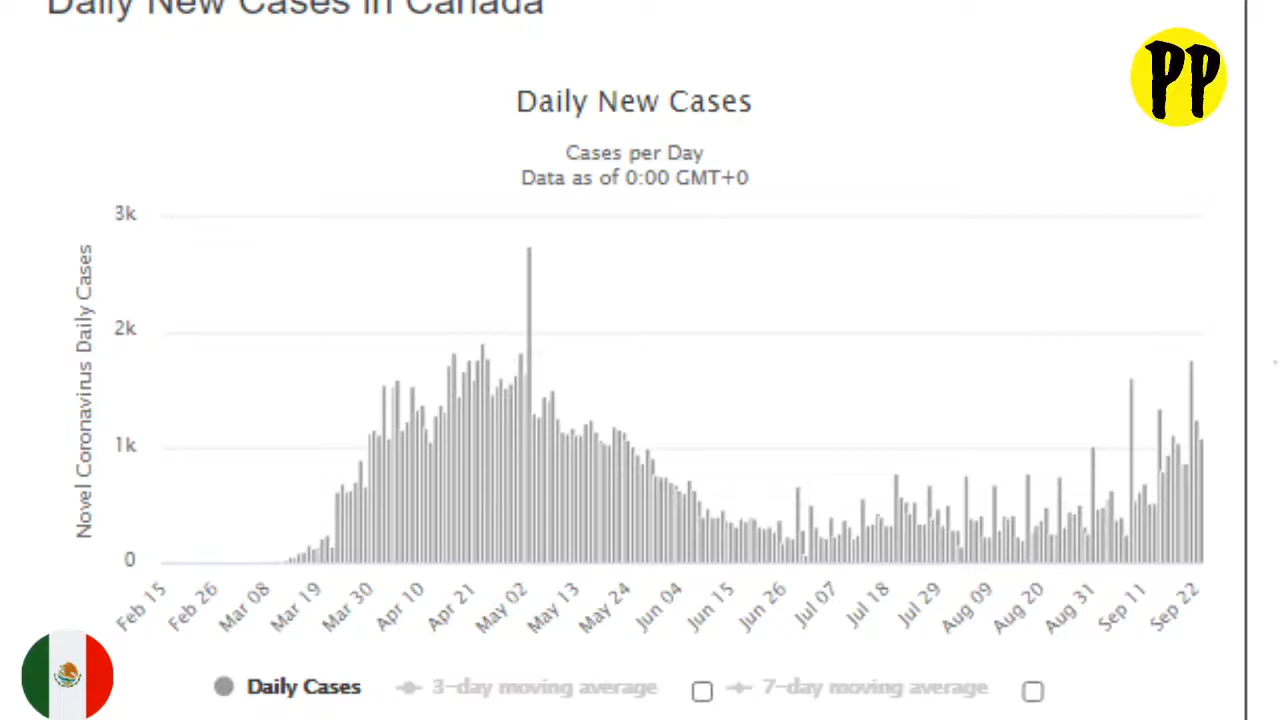 Daily New Cases in Canada
PP
Daily New Cases
Cases per Day
Data as of 0:00 GMT+0
Novel Coronavirus Daily Cases
3k
2k
1k
0
Feb 15
Feb 26
Mar 08
Mar 19
Mar 30
Apr 10
Apr 21
May 02
May 13
May 24
Jun 04
Jun 15
Jun 26
Jul 07
Jul 18
Jul 29
Aug 09
Aug 20
Aug 31
Sep 11
Sep 22
Daily Cases 3-day moving average 7-day moving average